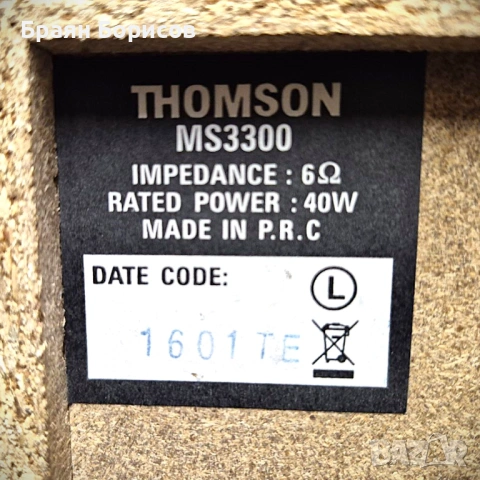 Браян Борисов
THOMSON
MS3300
IMPEDANCE : 6Ω
RATED POWER : 40W
MADE IN P.R.C
DATE CODE:
L
1601TE